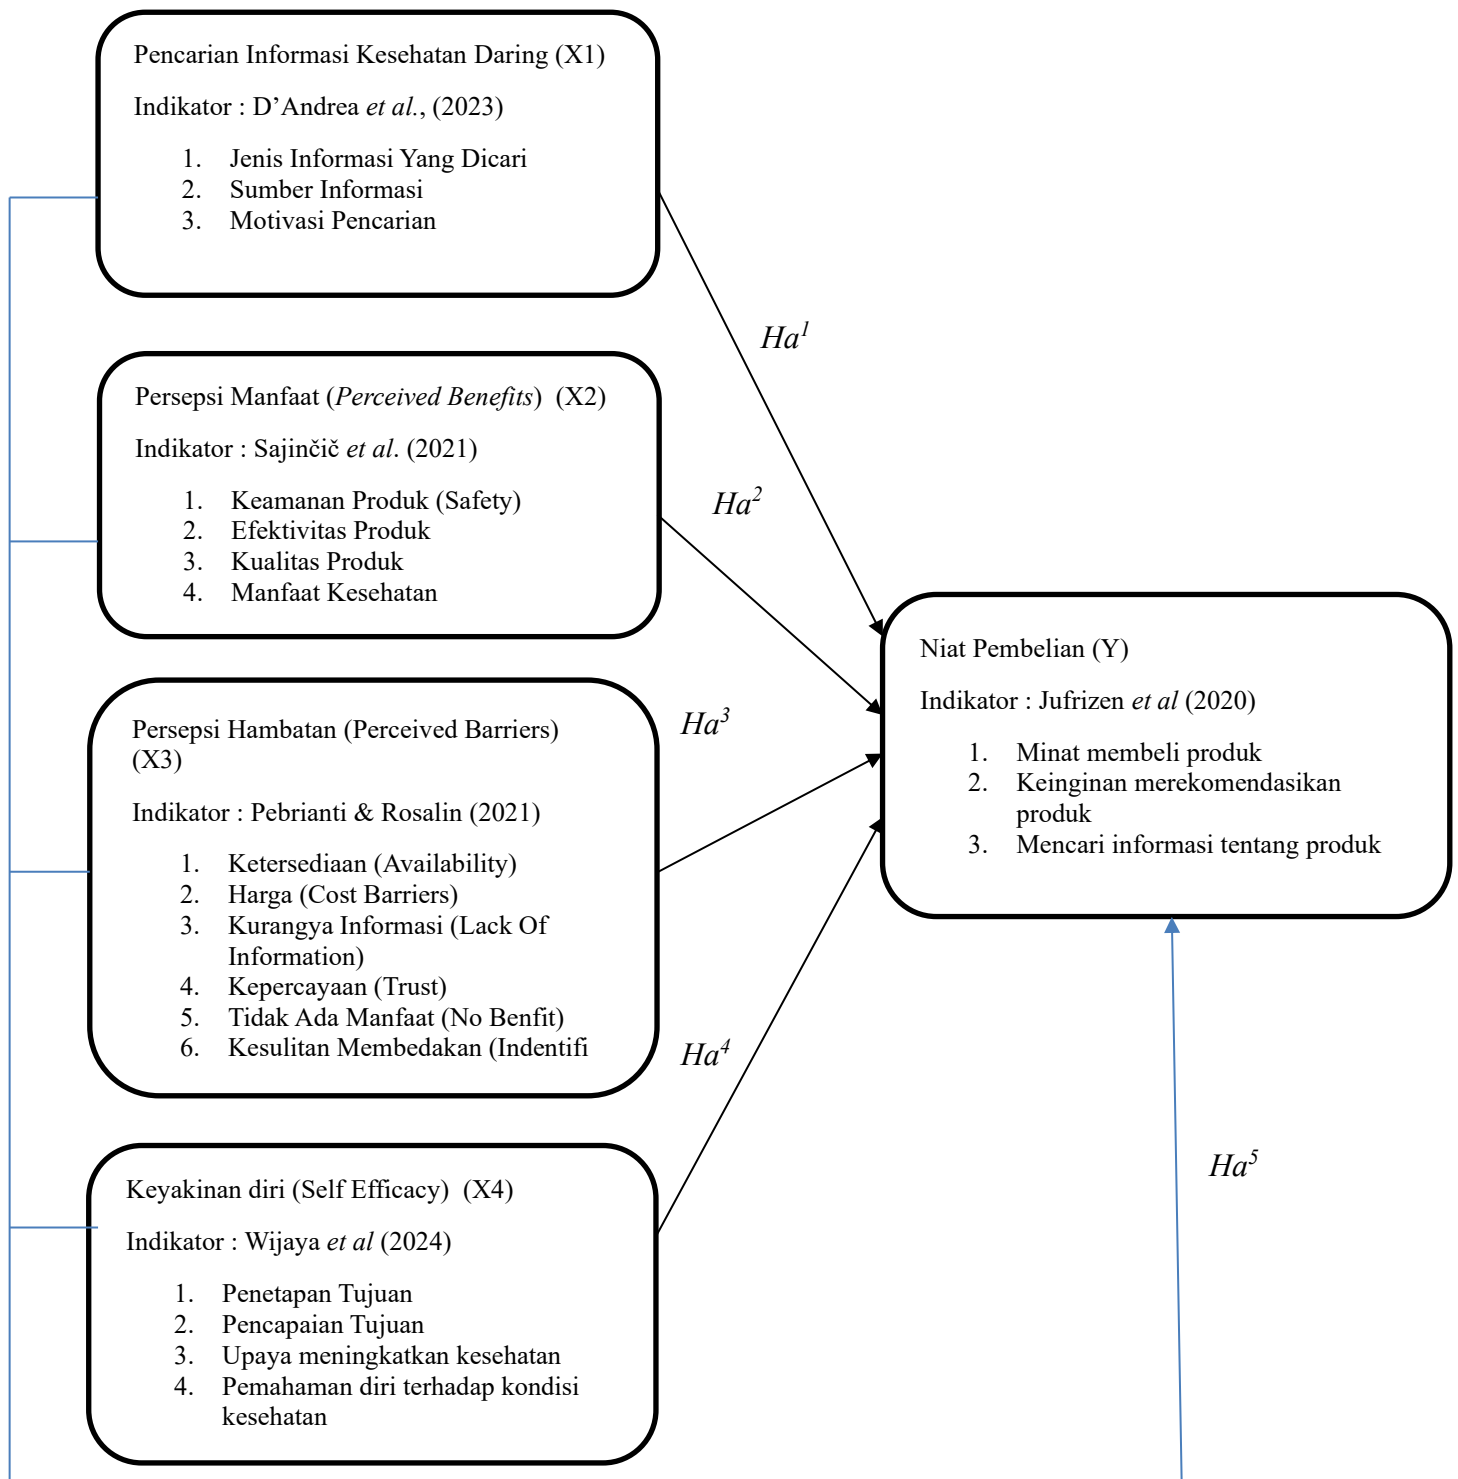 Pencarian Informasi Kesehatan Daring (X1)
Indikator : D’Andrea et al., (2023)
1. Jenis Informasi Yang Dicari
2. Sumber Informasi
3. Motivasi Pencarian
Ha1
Persepsi Manfaat (Perceived Benefits) (X2)
Indikator : Sajinčič et al. (2021)
1. Keamanan Produk (Safety)
2. Efektivitas Produk
3. Kualitas Produk
4. Manfaat Kesehatan
Ha2
Persepsi Hambatan (Perceived Barriers)
(X3)
Indikator : Pebrianti & Rosalin (2021)
1. Ketersediaan (Availability)
2. Harga (Cost Barriers)
3. Kurangya Informasi (Lack Of
Information)
4. Kepercayaan (Trust)
5. Tidak Ada Manfaat (No Benfit)
6. Kesulitan Membedakan (Indentifi
Ha3
Keyakinan diri (Self Efficacy) (X4)
Indikator : Wijaya et al (2024)
1. Penetapan Tujuan
2. Pencapaian Tujuan
3. Upaya meningkatkan kesehatan
4. Pemahaman diri terhadap kondisi
kesehatan
Ha4
Niat Pembelian (Y)
Indikator : Jufrizen et al (2020)
1. Minat membeli produk
2. Keinginan merekomendasikan
produk
3. Mencari informasi tentang produk
Ha5